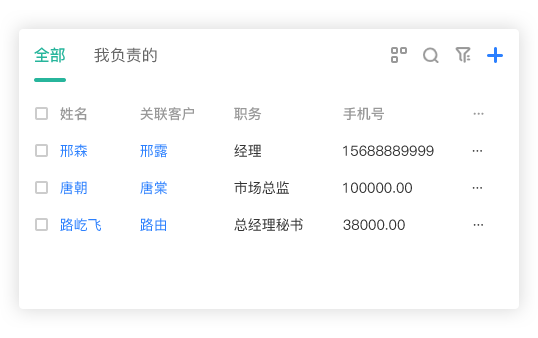 全部 我负责的
姓名 关联客户 职务 手机号 ···
邢森 邢露 经理 15688889999 ···
唐朝 唐棠 市场总监 100000.00 ···
路屹飞 路由 总经理秘书 38000.00 ···